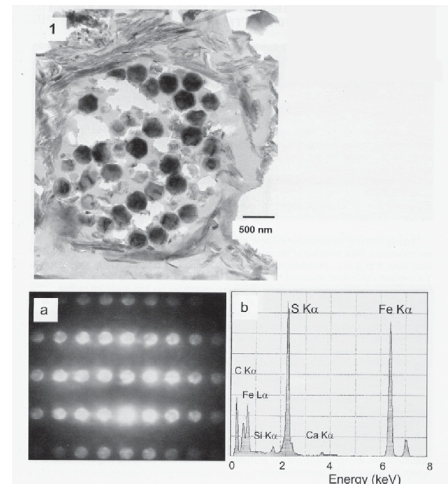 1
500 nm
a
b
S Kα
Fe Kα
C Kα
Fe Lα
Si Kα
Ca Kα
0 2 4 6 8
Energy (keV)